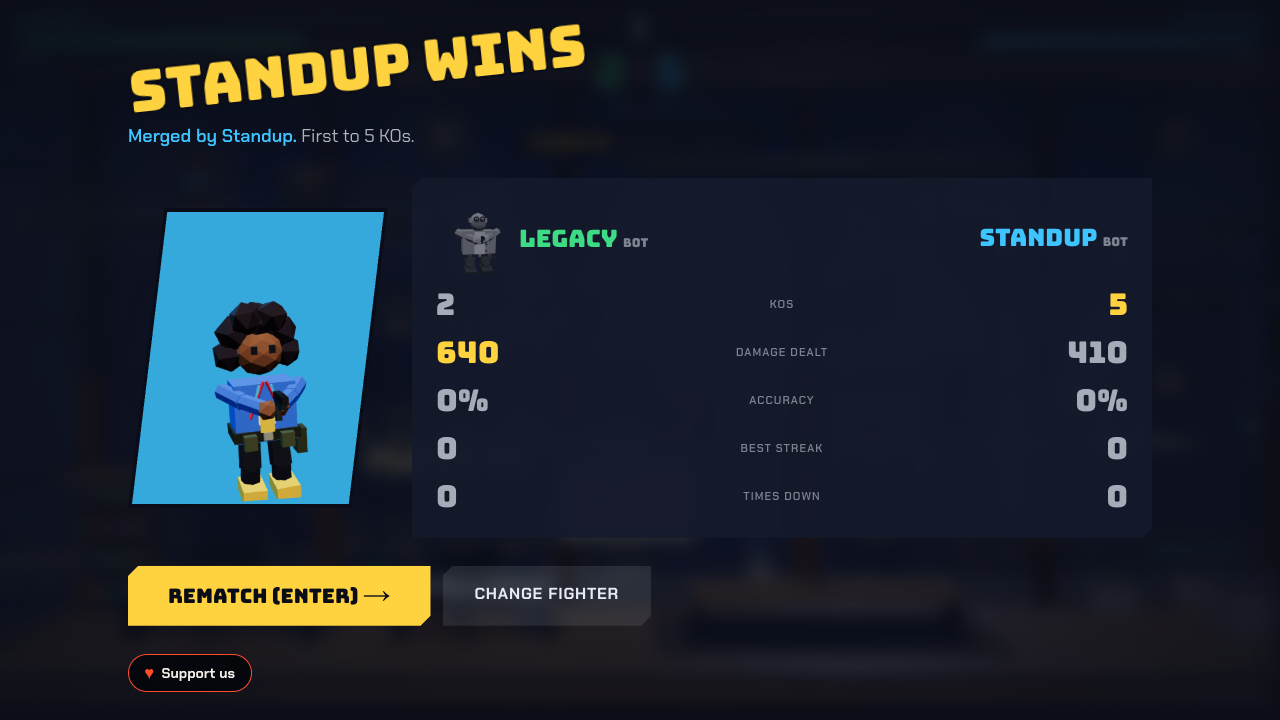 STANDUP WINS
Merged by Standup. First to 5 KOs.
LEGACY BOT STANDUP BOT
2 KOS 5
640 DAMAGE DEALT 410
0% ACCURACY 0%
0 BEST STREAK 0
0 TIMES DOWN 0
REMATCH (ENTER) → CHANGE FIGHTER
♥ Support us